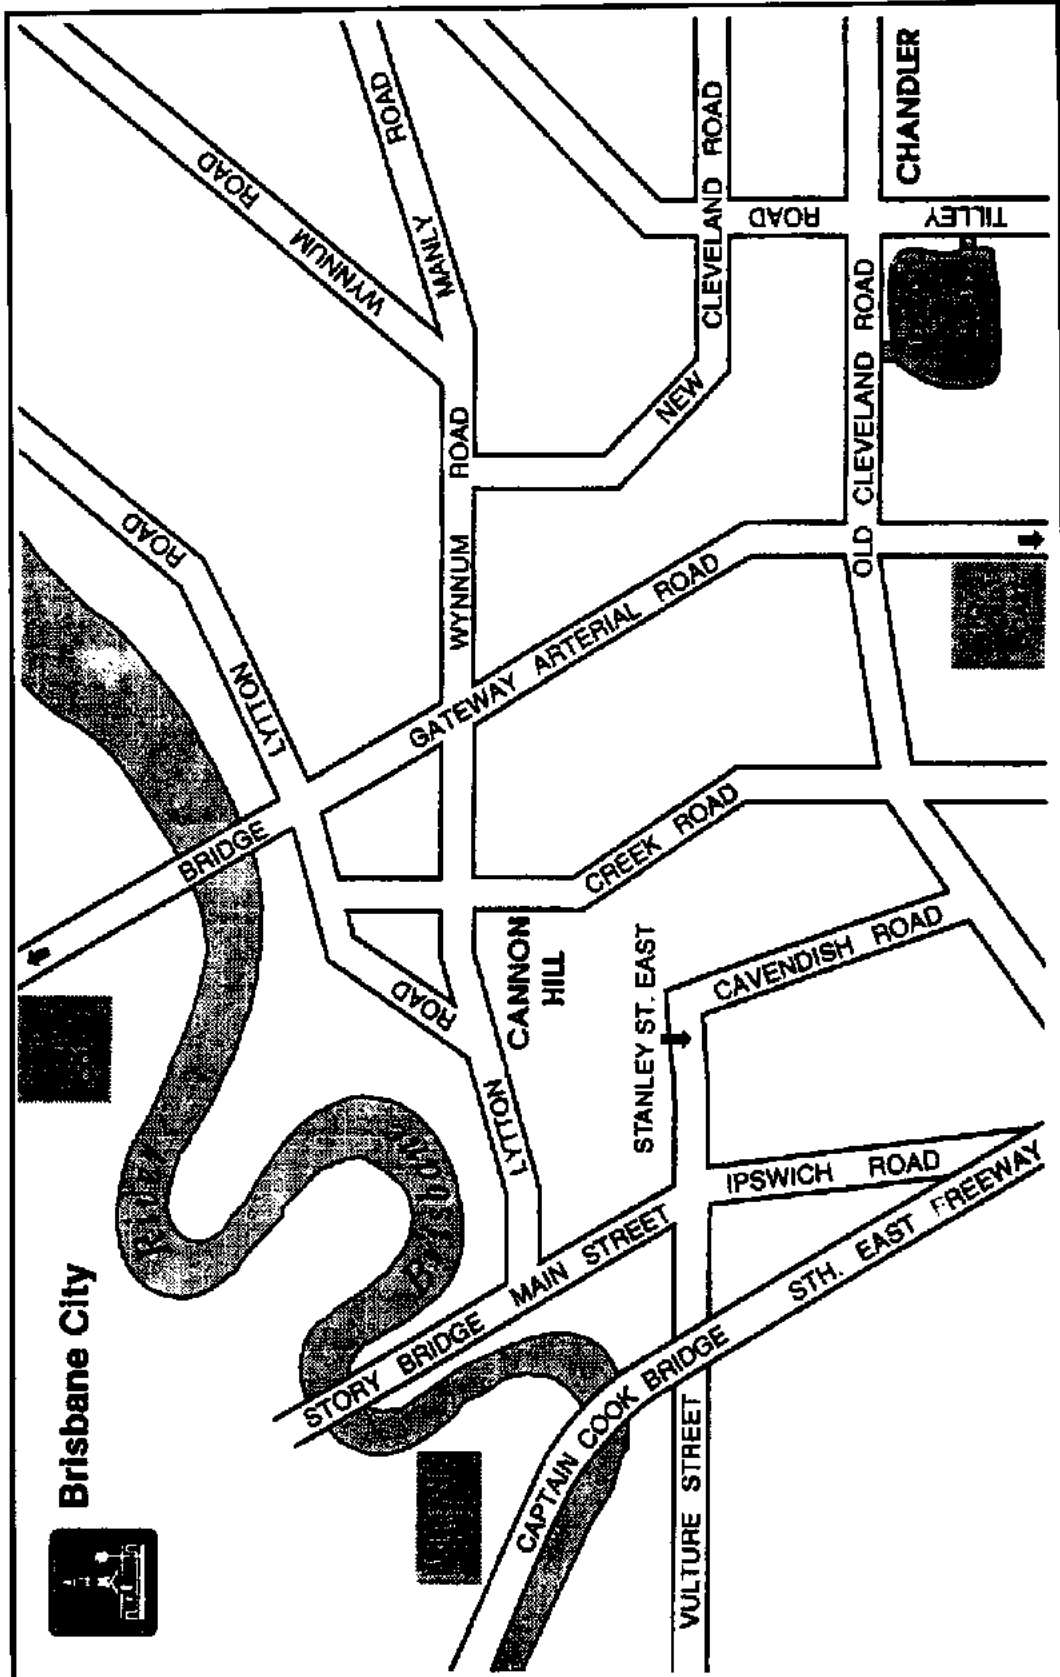 Brisbane City
River
Brisbane
BRIDGE
LYTTON ROAD
WYNNUM ROAD
MANLY ROAD
WYNNUM ROAD
LYTTON ROAD
CANNON
HILL
GATEWAY ARTERIAL ROAD
CREEK ROAD
NEW CLEVELAND ROAD
STORY BRIDGE MAIN STREET
CAPTAIN COOK BRIDGE
STH. EAST FREEWAY
VULTURE STREET
STANLEY ST. EAST
IPSWICH ROAD
CAVENDISH ROAD
OLD CLEVELAND ROAD
TILLEY ROAD
CHANDLER